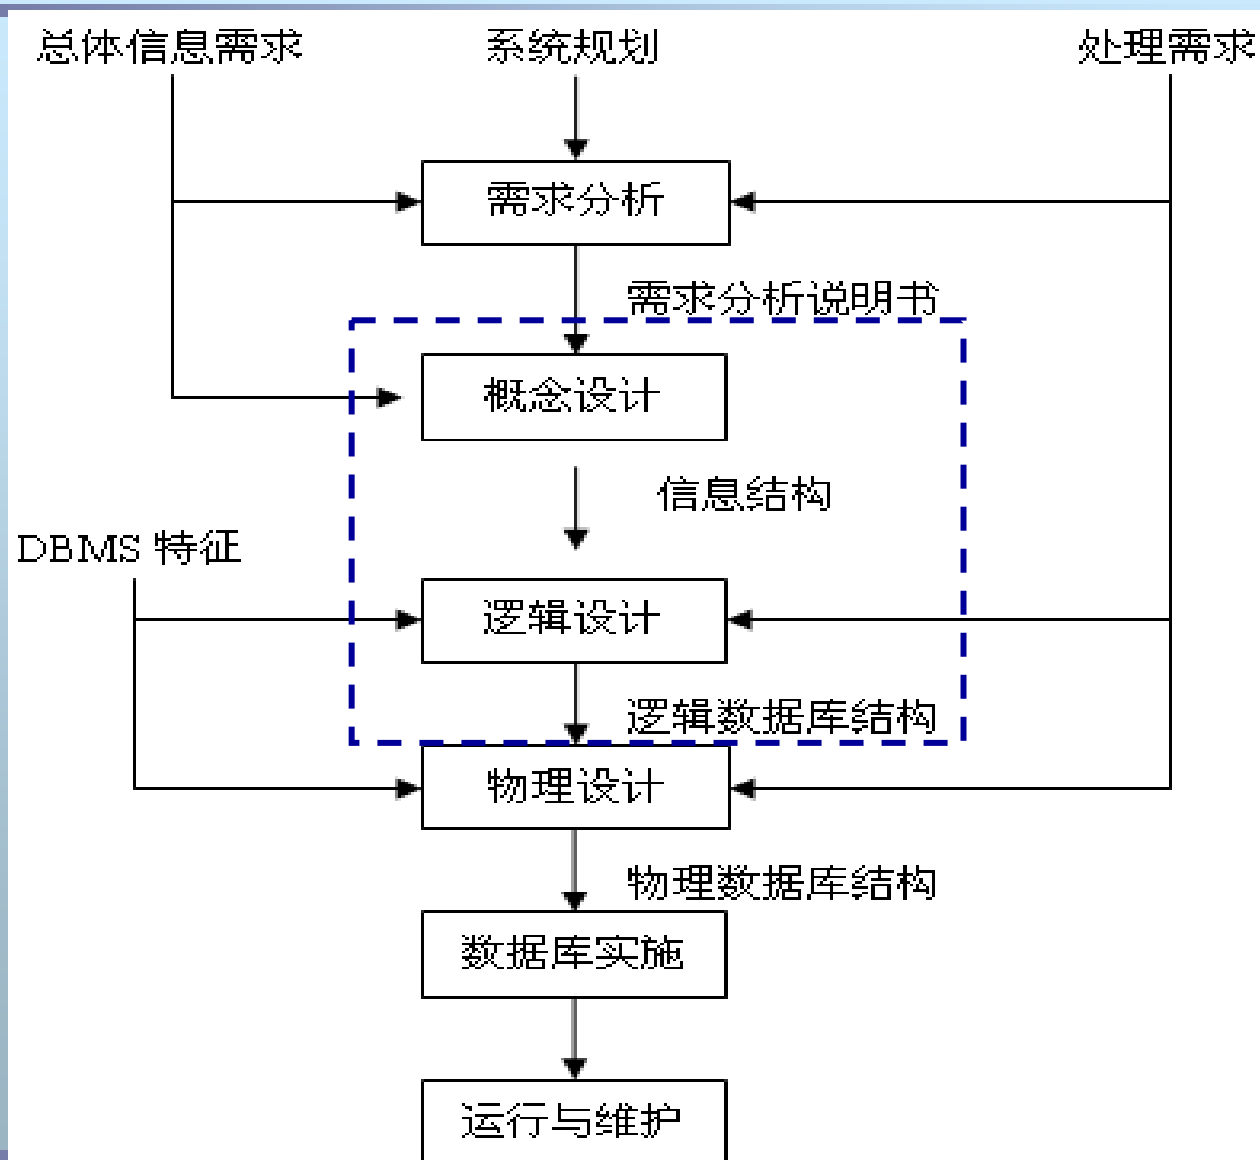 总体信息需求
系统规划
处理需求
需求分析
需求分析说明书
概念设计
信息结构
DBMS 特征
逻辑设计
逻辑数据库结构
物理设计
物理数据库结构
数据库实施
运行与维护